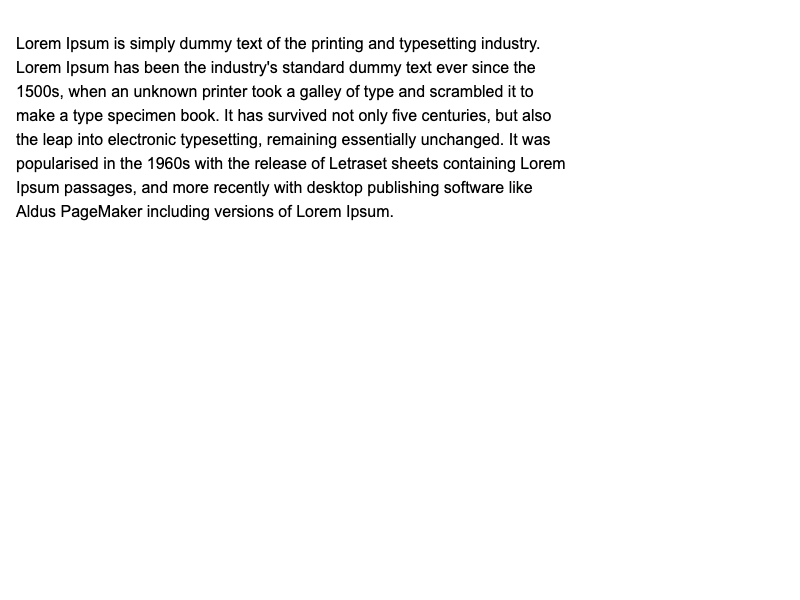 Lorem Ipsum is simply dummy text of the printing and typesetting industry.
Lorem Ipsum has been the industry's standard dummy text ever since the
1500s, when an unknown printer took a galley of type and scrambled it to
make a type specimen book. It has survived not only five centuries, but also
the leap into electronic typesetting, remaining essentially unchanged. It was
popularised in the 1960s with the release of Letraset sheets containing Lorem
Ipsum passages, and more recently with desktop publishing software like
Aldus PageMaker including versions of Lorem Ipsum.